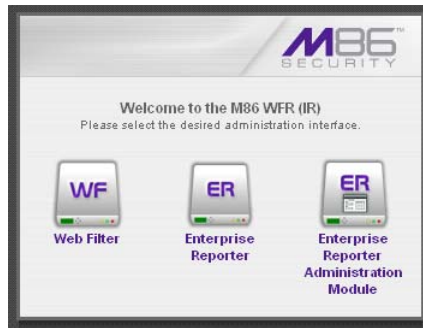 M86™
SECURITY
Welcome to the M86 WFR (IR)
Please select the desired administration interface.
WF
ER
ER
Web Filter
Enterprise
Reporter
Enterprise
Reporter
Administration
Module